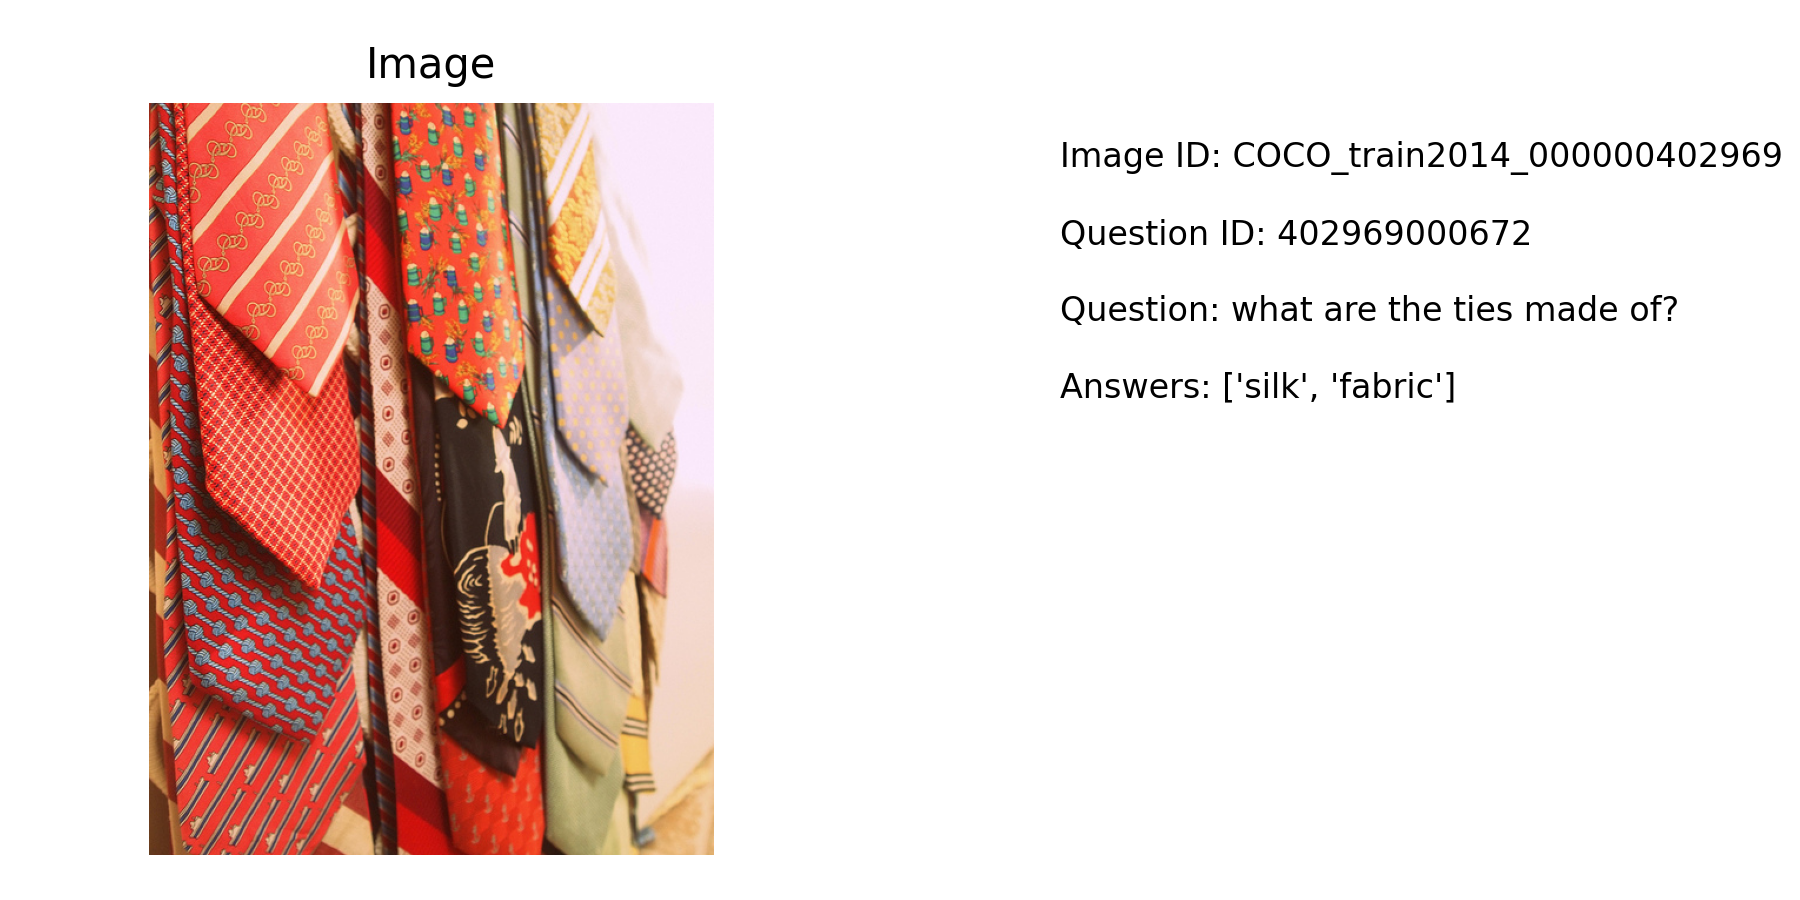 Image
Image ID: COCO_train2014_000000402969
Question ID: 402969000672
Question: what are the ties made of?
Answers: ['silk', 'fabric']